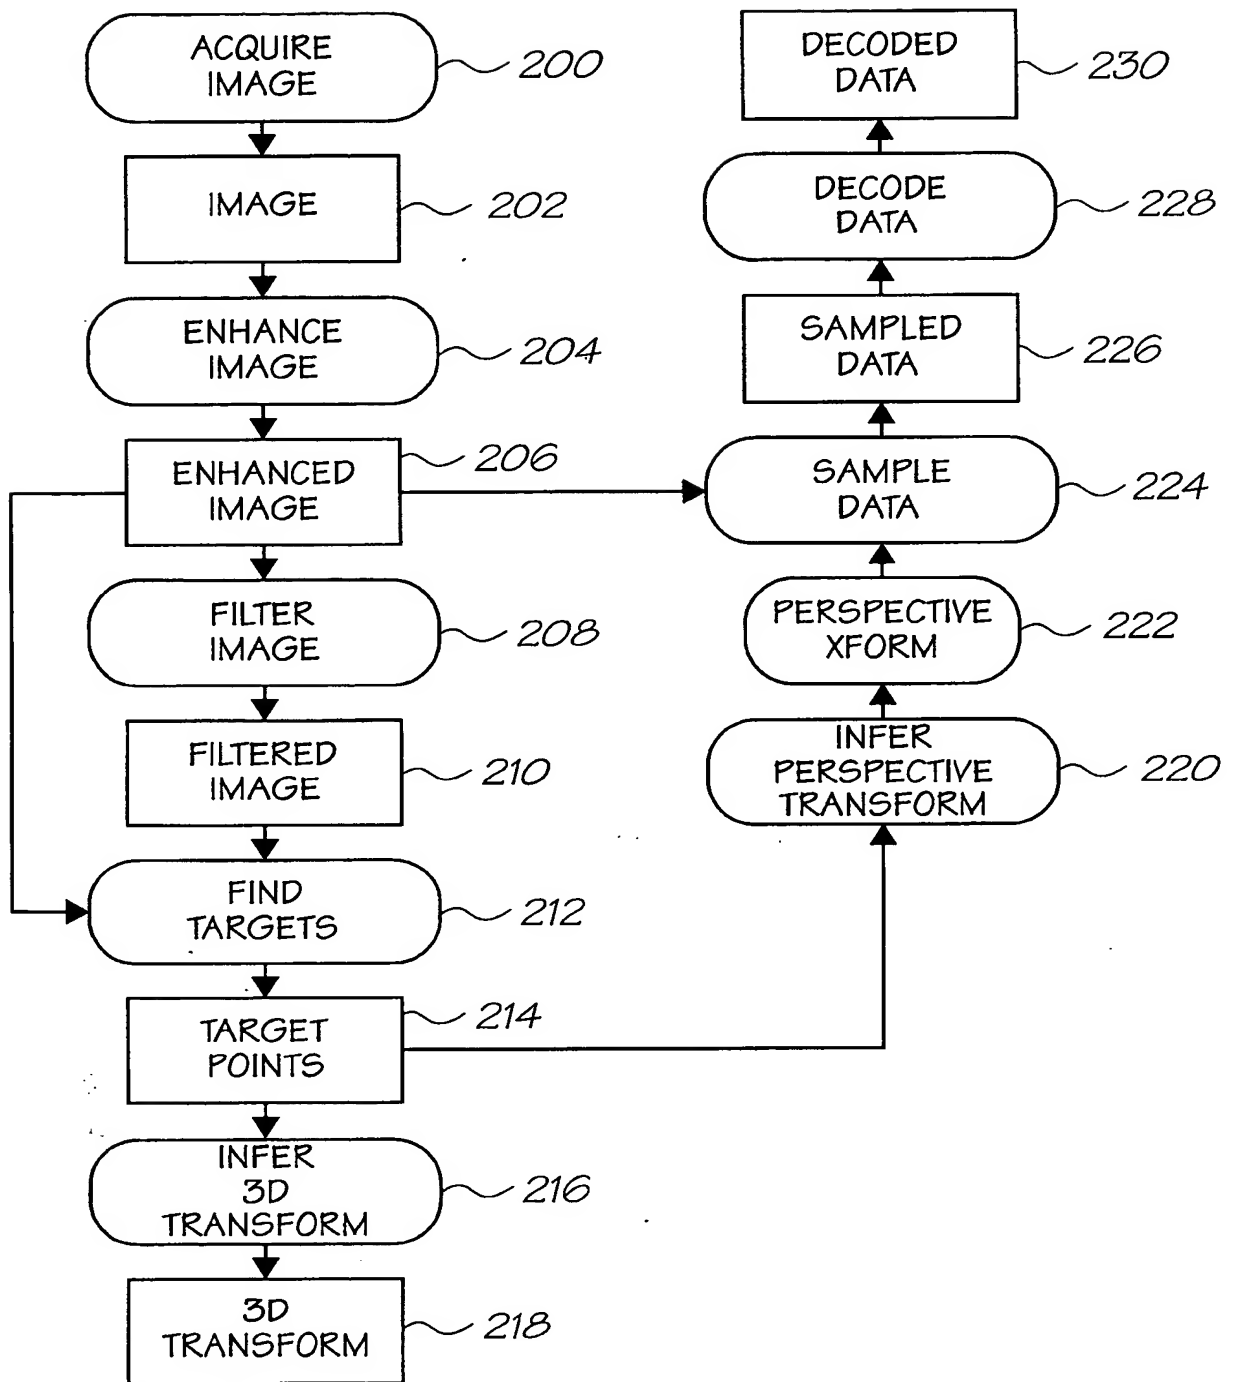 ACQUIRE
IMAGE
200
IMAGE
202
ENHANCE
IMAGE
204
ENHANCED
IMAGE
206
FILTER
IMAGE
208
FILTERED
IMAGE
210
FIND
TARGETS
212
TARGET
POINTS
214
INFER
3D
TRANSFORM
216
3D
TRANSFORM
218
DECODED
DATA
230
DECODE
DATA
228
SAMPLED
DATA
226
SAMPLE
DATA
224
PERSPECTIVE
XFORM
222
INFER
PERSPECTIVE
TRANSFORM
220